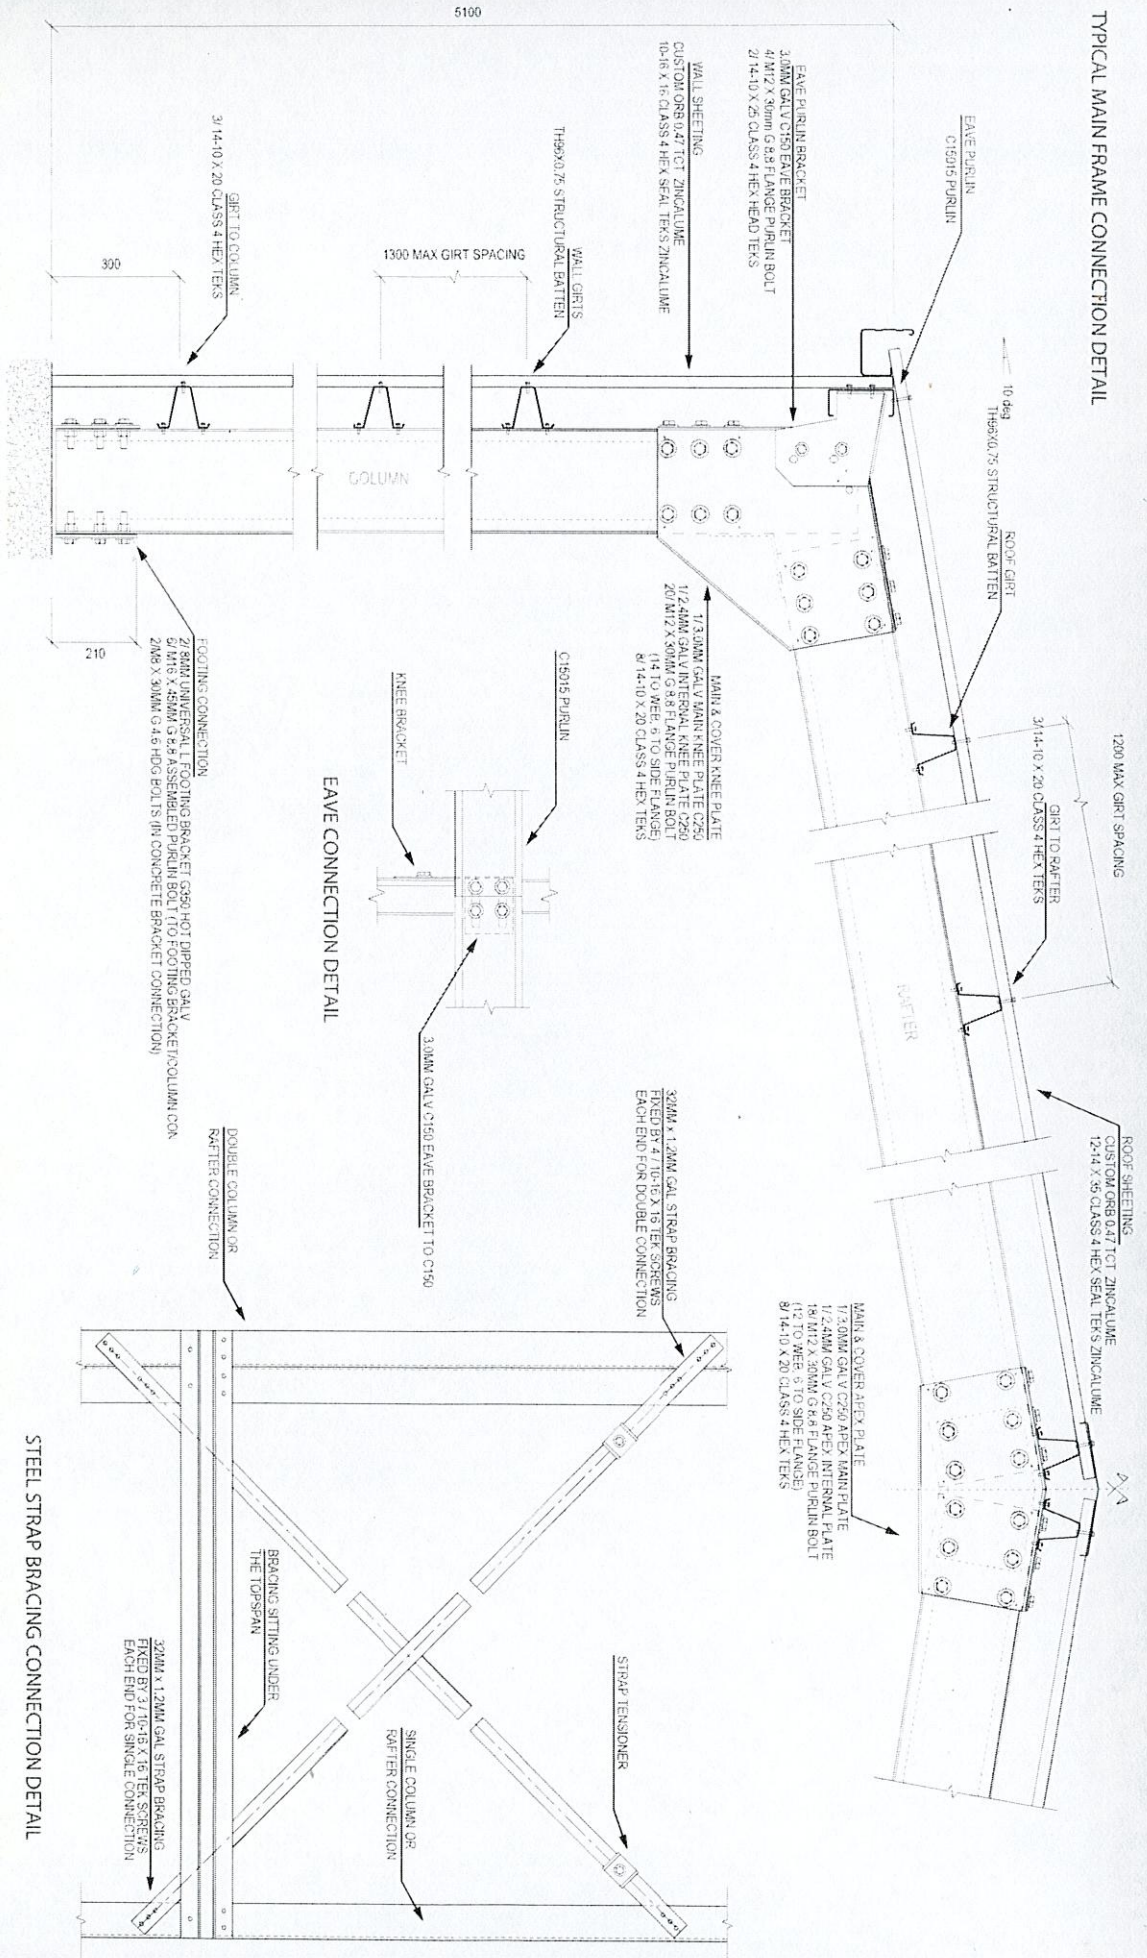 TYPICAL MAIN FRAME CONNECTION DETAIL
5100
EAVE PURLIN
C15015 PURLIN
EAVE PURLIN BRACKET
3.0MM GALV C150 EAVE BRACKET
4/ M12 X 30mm G 8.8 FLANGE PURLIN BOLT
2/ 14-10 X 25 CLASS 4 HEX HEAD TEKS
WALL SHEETING
CUSTOM ORB 0.47 TCT ZINCALUME
10-16 X 16 CLASS 4 HEX SEAL TEKS ZINCALUME
WALL GIRTS
TH96X0.75 STRUCTURAL BATTEN
1300 MAX GIRT SPACING
GIRT TO COLUMN
3/ 14-10 X 20 CLASS 4 HEX TEKS
300
10 deg
ROOF GIRT
TH96X0.75 STRUCTURAL BATTEN
1200 MAX GIRT SPACING
GIRT TO RAFTER
3/14-10 X 20 CLASS 4 HEX TEKS
ROOF SHEETING
CUSTOM ORB 0.47 TCT ZINCALUME
12-14 X 35 CLASS 4 HEX SEAL TEKS ZINCALUME
COLUMN
RAFTER
MAIN & COVER KNEE PLATE
1/ 3.0MM GALV MAIN KNEE PLATE C250
1/ 2.4MM GALV INTERNAL KNEE PLATE C250
20/ M12 X 30MM G 8.8 FLANGE PURLIN BOLT
(14 TO WEB, 6 TO SIDE FLANGE)
8/ 14-10 X 20 CLASS 4 HEX TEKS
MAIN & COVER APEX PLATE
1/ 3.0MM GALV C250 APEX MAIN PLATE
1/ 2.4MM GALV C250 APEX INTERNAL PLATE
18/ M12 X 30MM G 8.8 FLANGE PURLIN BOLT
(12 TO WEB, 6 TO SIDE FLANGE)
8/ 14-10 X 20 CLASS 4 HEX TEKS
210
FOOTING CONNECTION
2/ 8MM UNIVERSAL L FOOTING BRACKET G350 HOT DIPPED GALV
6/ M16 X 45MM G 8.8 ASSEMBLED PURLIN BOLT (TO FOOTING BRACKET/COLUMN CON
2/M8 X 30MM G 4.6 HDG BOLTS (IN CONCRETE BRACKET CONNECTION)
C15015 PURLIN
KNEE BRACKET
3.0MM GALV C150 EAVE BRACKET TO C150
EAVE CONNECTION DETAIL
32MM x 1.2MM GAL STRAP BRACING
FIXED BY 4 / 10-16 X 16 TEK SCREWS
EACH END FOR DOUBLE CONNECTION
DOUBLE COLUMN OR
RAFTER CONNECTION
STRAP TENSIONER
SINGLE COLUMN OR
RAFTER CONNECTION
BRACING SITTING UNDER
THE TOPSPAN
32MM x 1.2MM GAL STRAP BRACING
FIXED BY 3 / 10-16 X 16 TEK SCREWS
EACH END FOR SINGLE CONNECTION
STEEL STRAP BRACING CONNECTION DETAIL